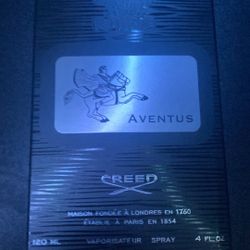 AVENTUS
CREED
MAISON FONDÉE À LONDRES EN 1760
ÉTABLIE À PARIS EN 1854
120 ML VAPORISATEUR SPRAY 4 FL.OZ